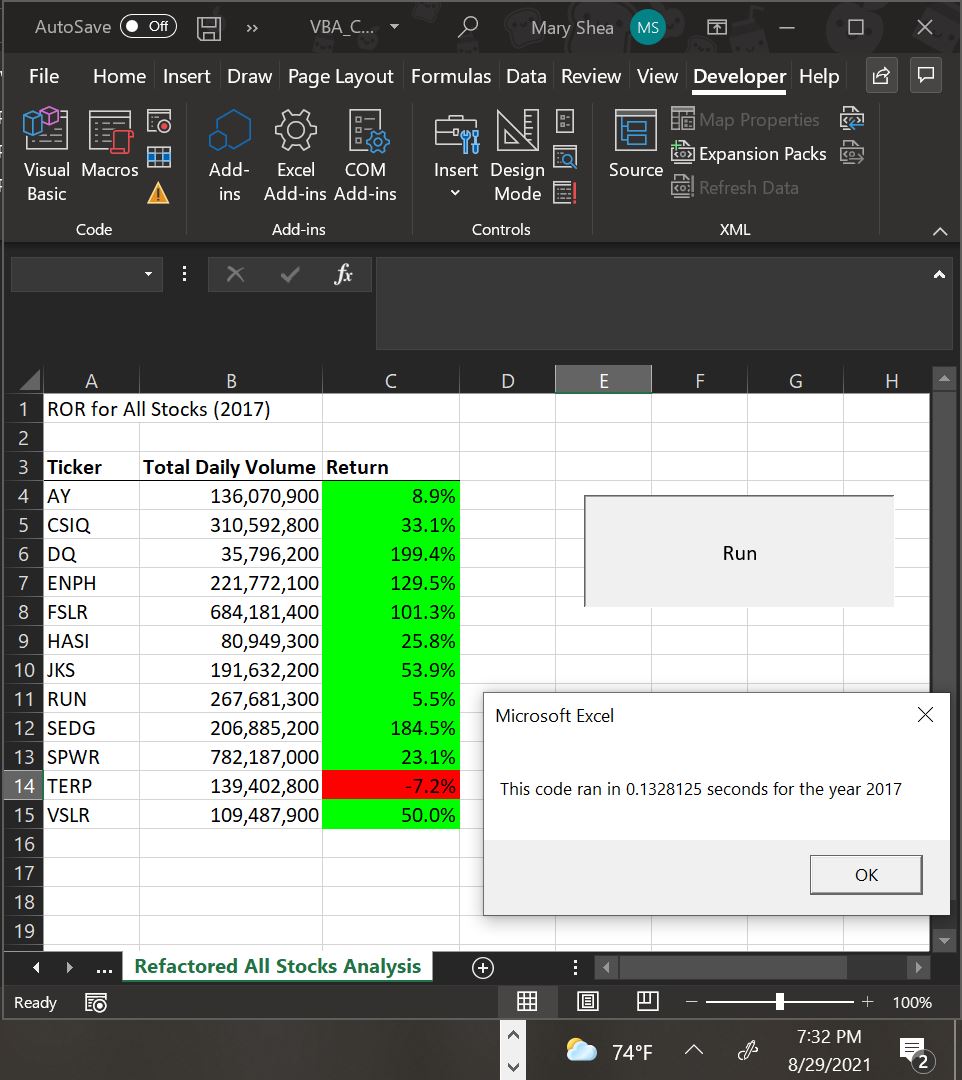 AutoSave Off VBA_C... Mary Shea MS
File Home Insert Draw Page Layout Formulas Data Review View Developer Help
Visual Basic
Macros
Add-ins
Excel Add-ins
COM Add-ins
Insert
Design Mode
Source
Map Properties
Expansion Packs
Refresh Data
Code Add-ins Controls XML
fx
A B C D E F G H
1 ROR for All Stocks (2017)
2
3 Ticker Total Daily Volume Return
4 AY 136,070,900 8.9%
5 CSIQ 310,592,800 33.1%
6 DQ 35,796,200 199.4%
7 ENPH 221,772,100 129.5%
8 FSLR 684,181,400 101.3%
9 HASI 80,949,300 25.8%
10 JKS 191,632,200 53.9%
11 RUN 267,681,300 5.5%
12 SEDG 206,885,200 184.5%
13 SPWR 782,187,000 23.1%
14 TERP 139,402,800 -7.2%
15 VSLR 109,487,900 50.0%
16
17
18
19
Run
Microsoft Excel
This code ran in 0.1328125 seconds for the year 2017
OK
... Refactored All Stocks Analysis
Ready 100%
74°F 7:32 PM
8/29/2021
2